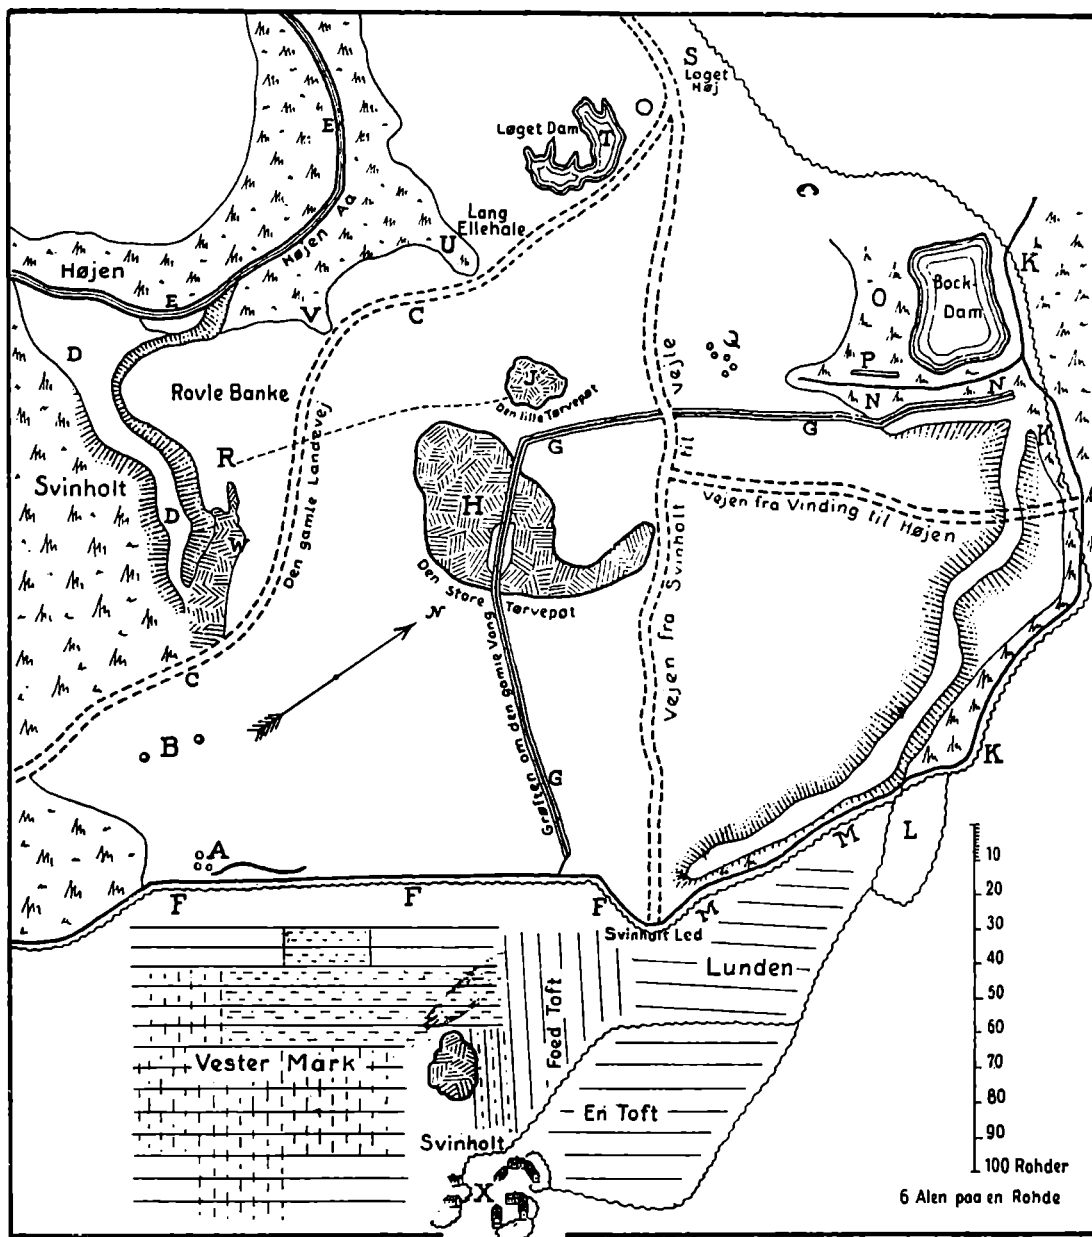 S
Løget
Høj
O
Løget Dam
T
E
Lang
Ellehale
U
Højen Aa
Højen
E
V
C
K
Bock-
Dam
O
P
N
N
D
Rovle Banke
J
Den lille Tørvepøt
R
G
G
K
Svinholt
H
D
W
Den gamle Landevej
Vejen fra Svinholt til Vejle
Vejen fra Vinding til Højen
Den Store Tørvepøt
N
C
B
Grøften om den gamle Vang
G
K
A
F
F
F
M
M
L
Svinholt Led
Lunden
Foed Toft
Vester Mark
En Toft
Svinholt
X
10
20
30
40
50
60
70
80
90
100 Rohder
6 Alen paa en Rohde